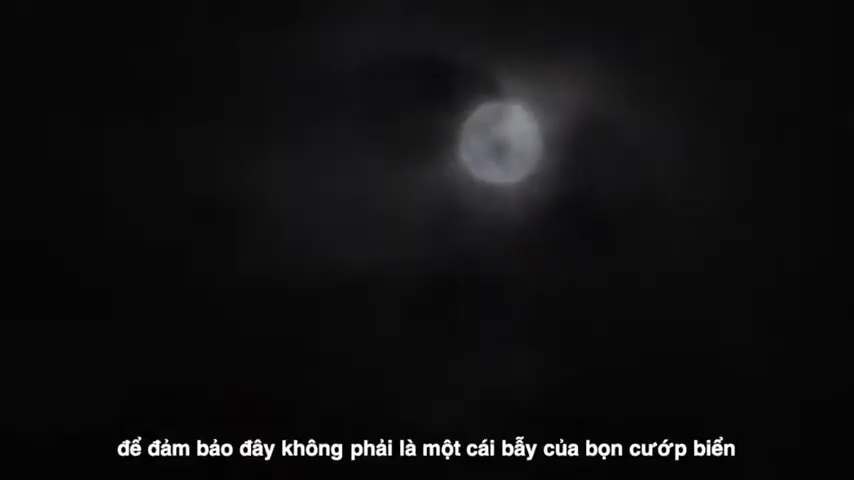 để đảm bảo đây không phải là một cái bẫy của bọn cướp biển